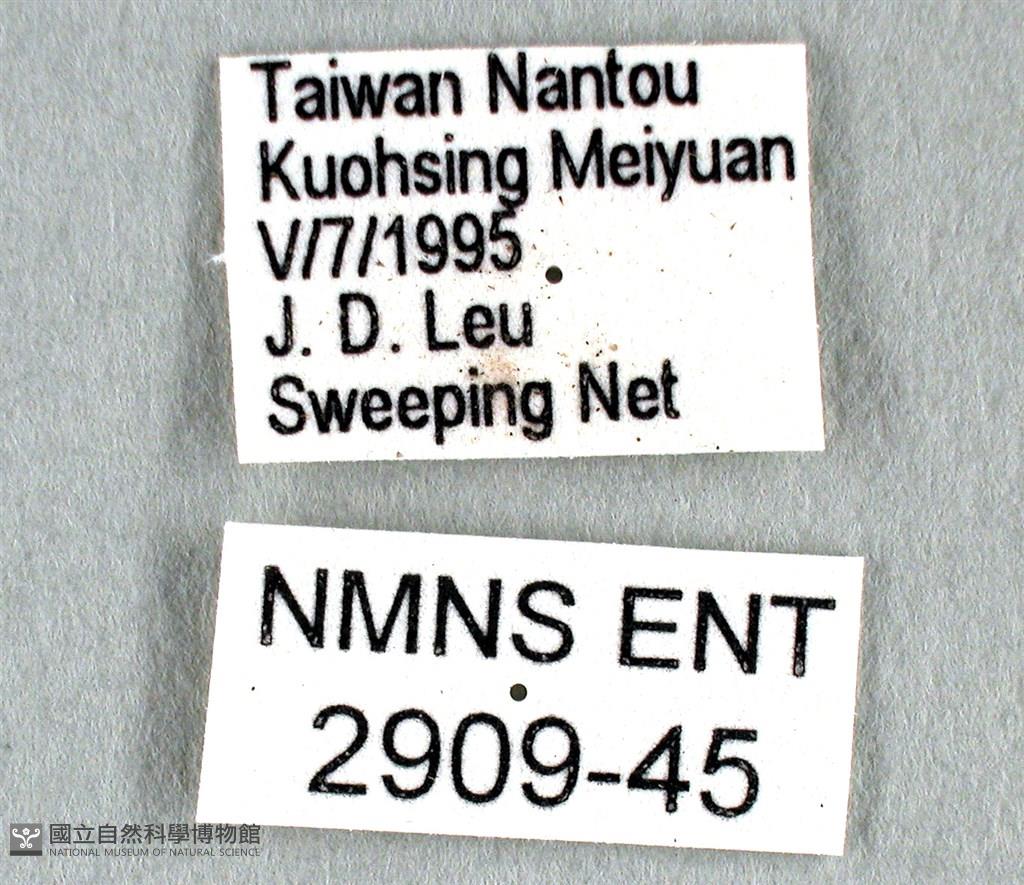 Taiwan Nantou
Kuohsing Meiyuan
V/7/1995
J. D. Leu
Sweeping Net
NMNS ENT
2909-45
國立自然科學博物館
NATIONAL MUSEUM OF NATURAL SCIENCE